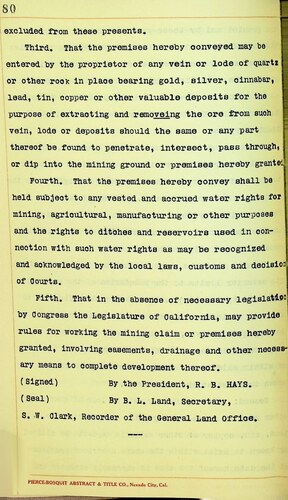 80
excluded from these presents.
Third. That the premises hereby conveyed may be
entered by the proprietor of any vein or lode of quartz
or other rock in place bearing gold, silver, cinnabar,
lead, tin, copper or other valuable deposits for the
purpose of extracting and removeing the ore from such
vein, lode or deposits should the same or any part
thereof be found to penetrate, intersect, pass through,
or dip into the mining ground or premises hereby grante
Fourth. That the premises hereby convey shall be
held subject to any vested and accrued water rights for
mining, agricultural, manufacturing or other purposes
and the rights to ditches and reservoirs used in con-
nection with such water rights as may be recognized
and acknowledged by the local laws, customs and decision
of Courts.
Fifth. That in the absence of necessary legislatio
by Congress the Legislature of California, may provide
rules for working the mining claim or premises hereby
granted, involving easements, drainage and other necess-
ary means to complete development thereof.
(Signed) By the President, R. B. HAYS.
(Seal) By B. L. Land, Secretary,
S. W. Clark, Recorder of the General Land Office.
PIERCE-BOSQUIT ABSTRACT & TITLE CO., Nevada City, Cal.